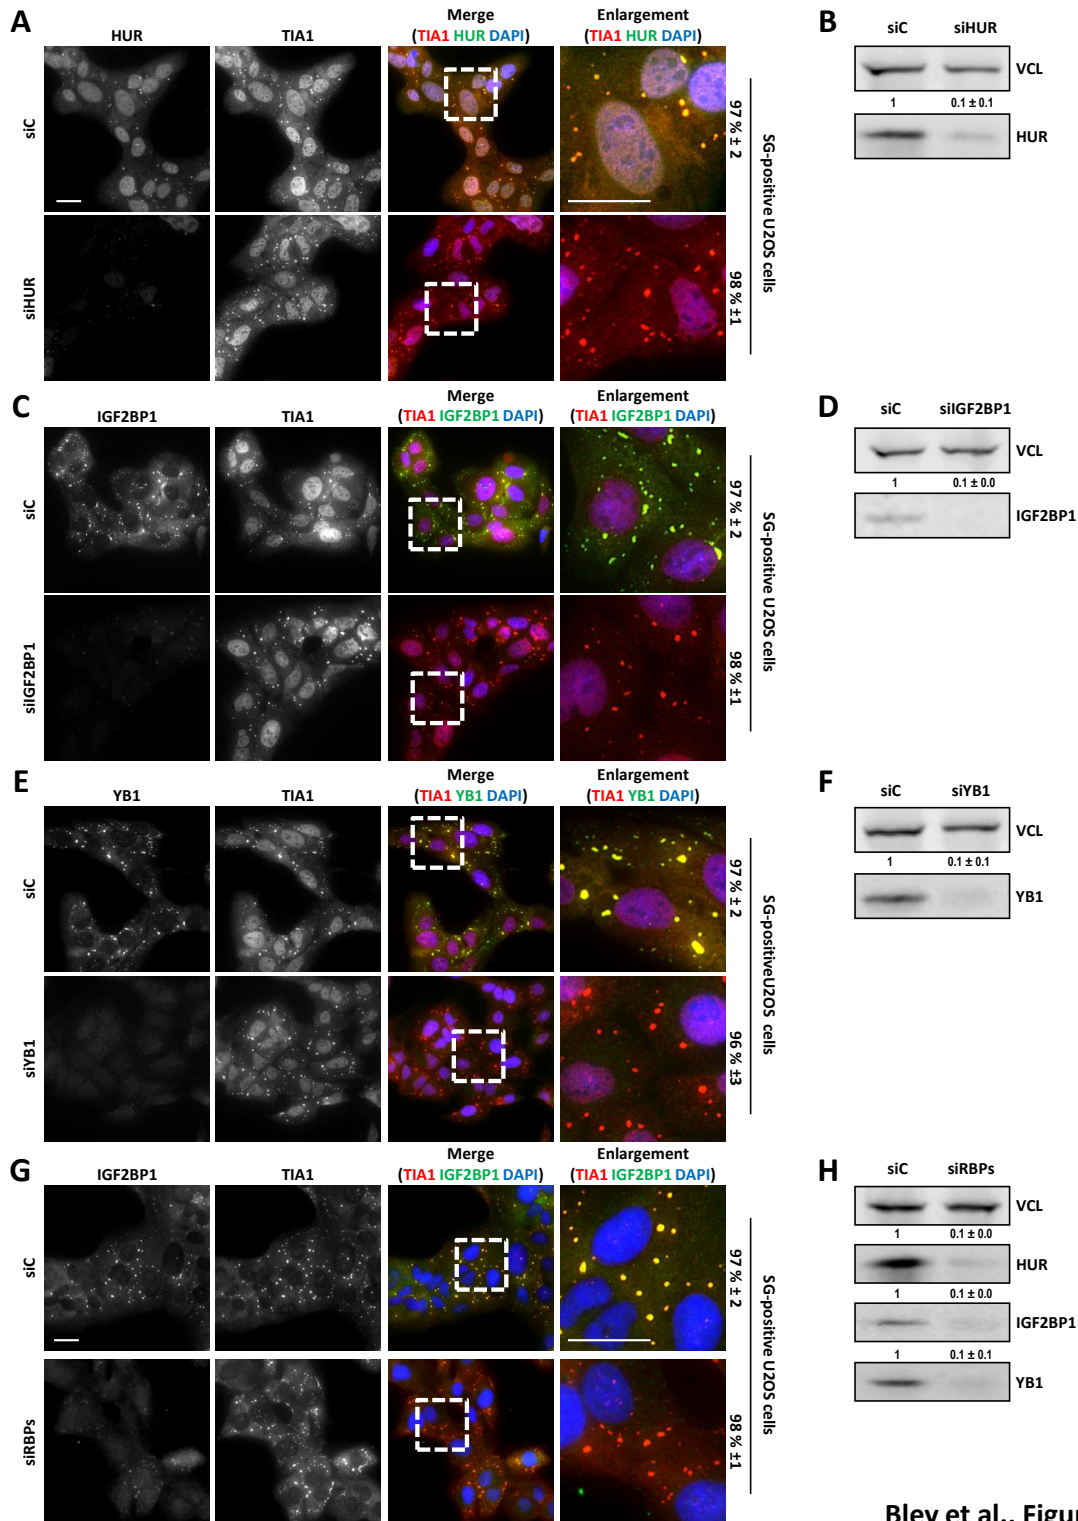 A
HUR
TIA1
Merge
(TIA1 HUR DAPI)
Enlargement
(TIA1 HUR DAPI)
siC
siHUR
97 % ± 2
98 % ±1
SG-positive U2OS cells
B
siC siHUR
VCL
1 0.1 ± 0.1
HUR
C
IGF2BP1
TIA1
Merge
(TIA1 IGF2BP1 DAPI)
Enlargement
(TIA1 IGF2BP1 DAPI)
siC
siIGF2BP1
97 % ± 2
98 % ±1
SG-positive U2OS cells
D
siC siIGF2BP1
VCL
1 0.1 ± 0.0
IGF2BP1
E
YB1
TIA1
Merge
(TIA1 YB1 DAPI)
Enlargement
(TIA1 YB1 DAPI)
siC
siYB1
97 % ±2
96 % ±3
SG-positiveU2OS cells
F
siC siYB1
VCL
1 0.1 ± 0.1
YB1
G
IGF2BP1
TIA1
Merge
(TIA1 IGF2BP1 DAPI)
Enlargement
(TIA1 IGF2BP1 DAPI)
siC
siRBPs
97 % ± 2
98 % ±1
SG-positive U2OS cells
H
siC siRBPs
VCL
1 0.1 ± 0.0
HUR
1 0.1 ± 0.0
IGF2BP1
1 0.1 ± 0.1
YB1
Bley et al., Figur